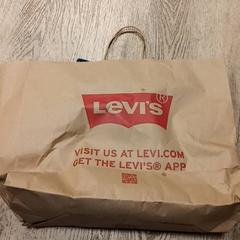 LEVI'S®
VISIT US AT LEVI.COM
GET THE LEVI'S® APP